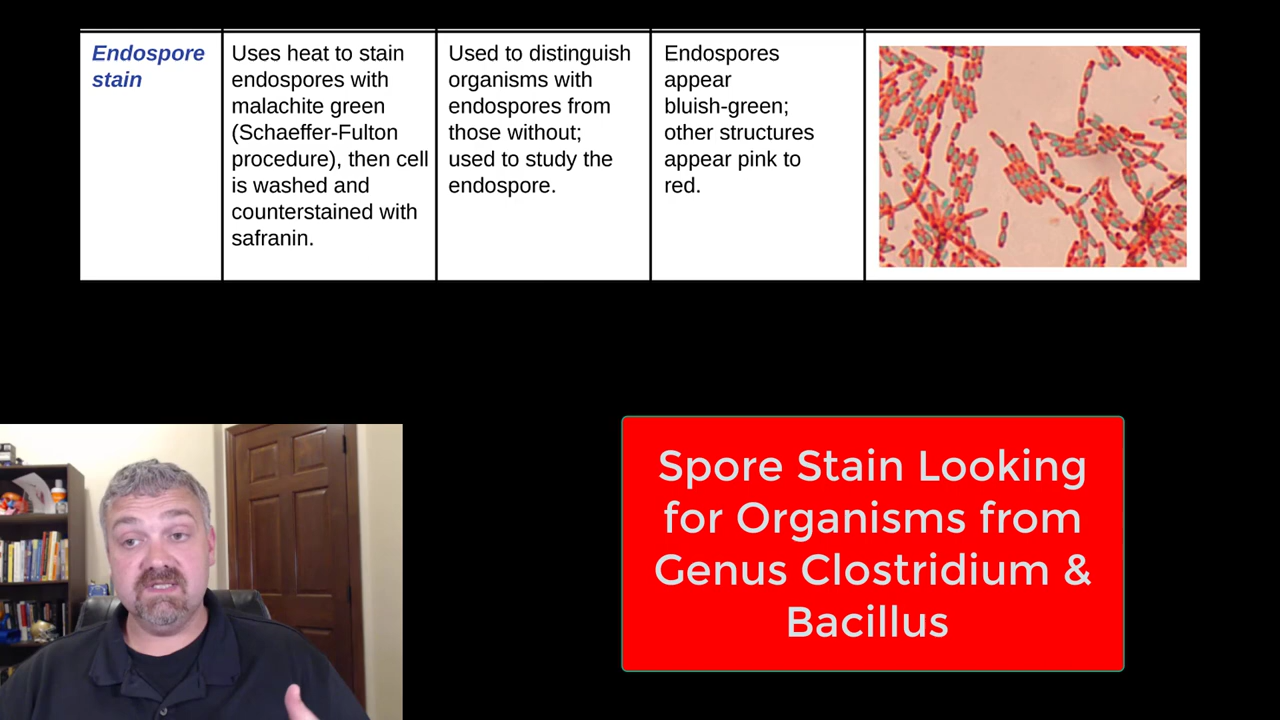 Endospore
stain
Uses heat to stain
endospores with
malachite green
(Schaeffer-Fulton
procedure), then cell
is washed and
counterstained with
safranin.
Used to distinguish
organisms with
endospores from
those without;
used to study the
endospore.
Endospores
appear
bluish-green;
other structures
appear pink to
red.
Spore Stain Looking
for Organisms from
Genus Clostridium &
Bacillus